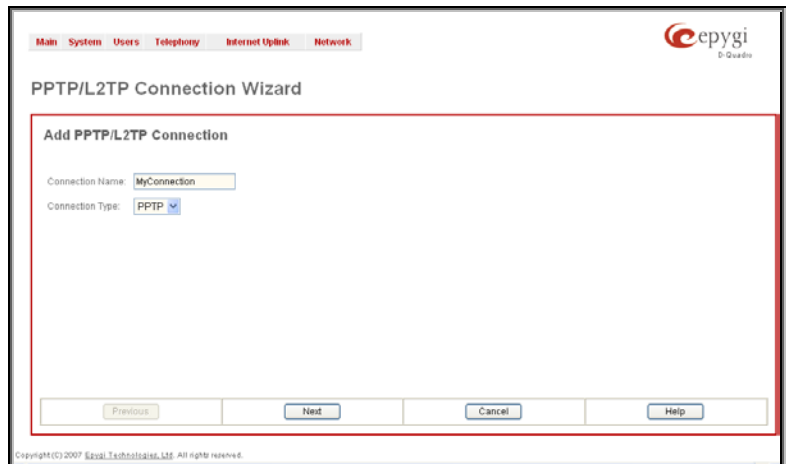 Main System Users Telephony Internet Uplink Network
epygi
D-Quadro
PPTP/L2TP Connection Wizard
Add PPTP/L2TP Connection
Connection Name: MyConnection
Connection Type: PPTP
Previous Next Cancel Help
Copyright (C) 2007 Epygi Technologies, Ltd. All rights reserved.